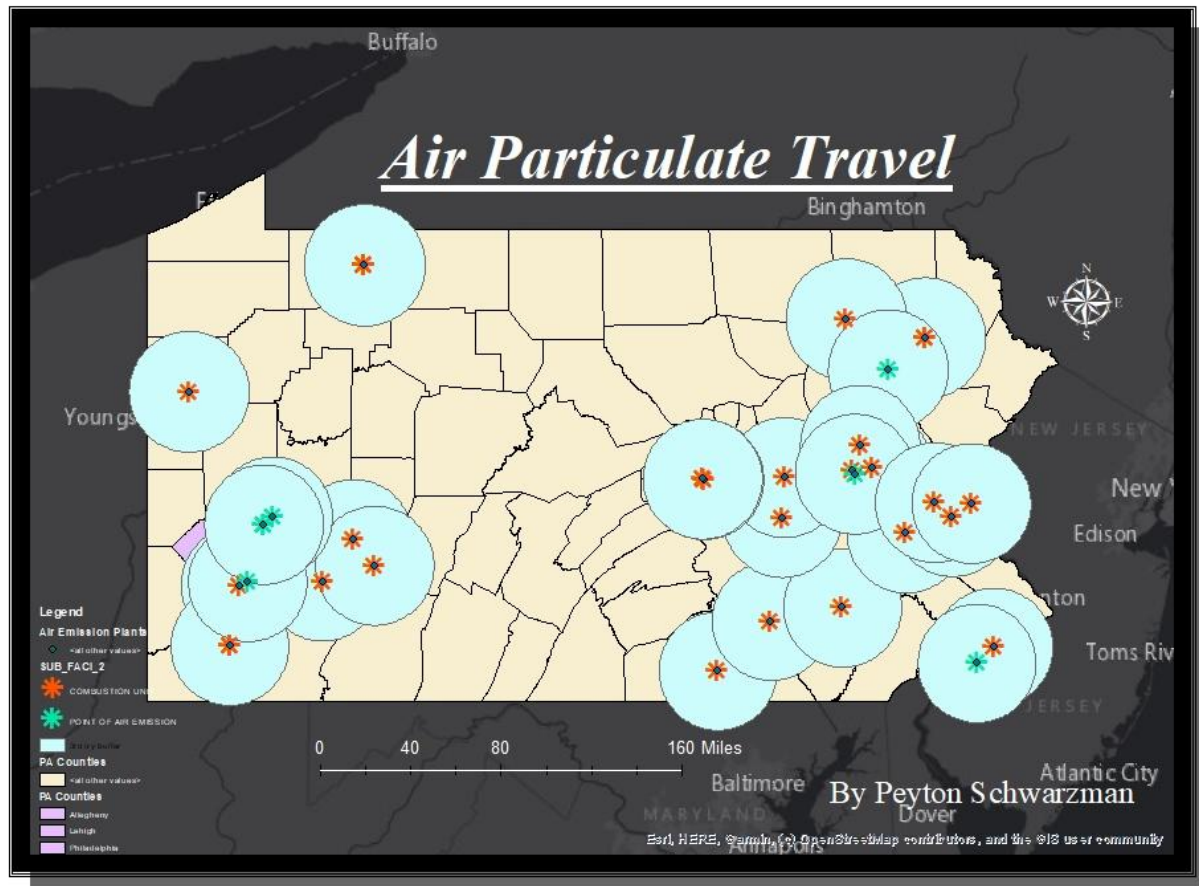 Buffalo
Air Particulate Travel
Binghamton
N
W E
S
Youngs
NEW JERSEY
New
Edison
Legend
nton
Air Emission Plants
<all other values>
Toms Riv
SUB_FACI_2
COMBUSTION UNI
JERSEY
POINT OF AIR EMISSION
0 40 80 160 Miles
PA Counties
<all other values>
Baltimore
Atlantic City
By Peyton Schwarzman
PA Counties
Allegheny
MARYLAND
Dover
Lehigh
Esri, HERE, Garmin, (c) OpenStreetMap contributors, and the GIS user community
Annapolis
Philadelphia